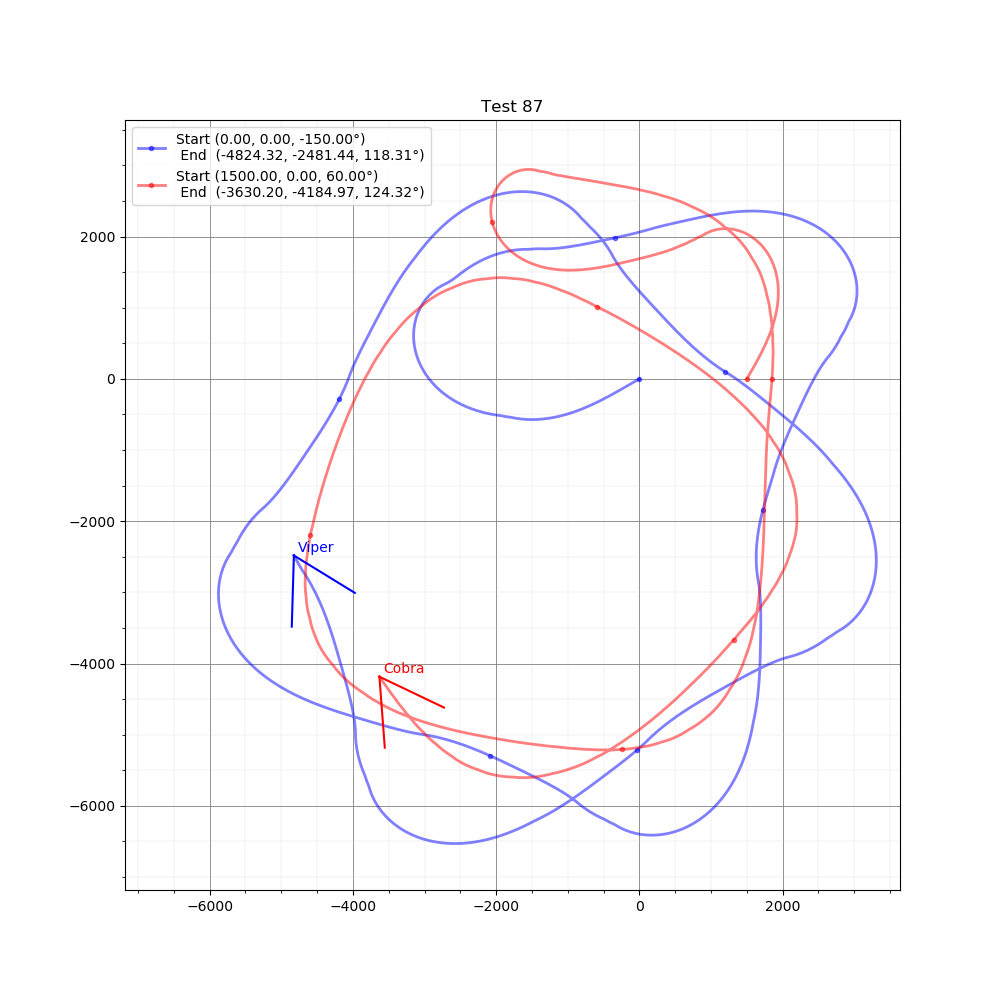 Test 87
Start (0.00, 0.00, -150.00°)
End (-4824.32, -2481.44, 118.31°)
Start (1500.00, 0.00, 60.00°)
End (-3630.20, -4184.97, 124.32°)
2000
0
−2000
−4000
−6000
Viper
Cobra
−6000 −4000 −2000 0 2000